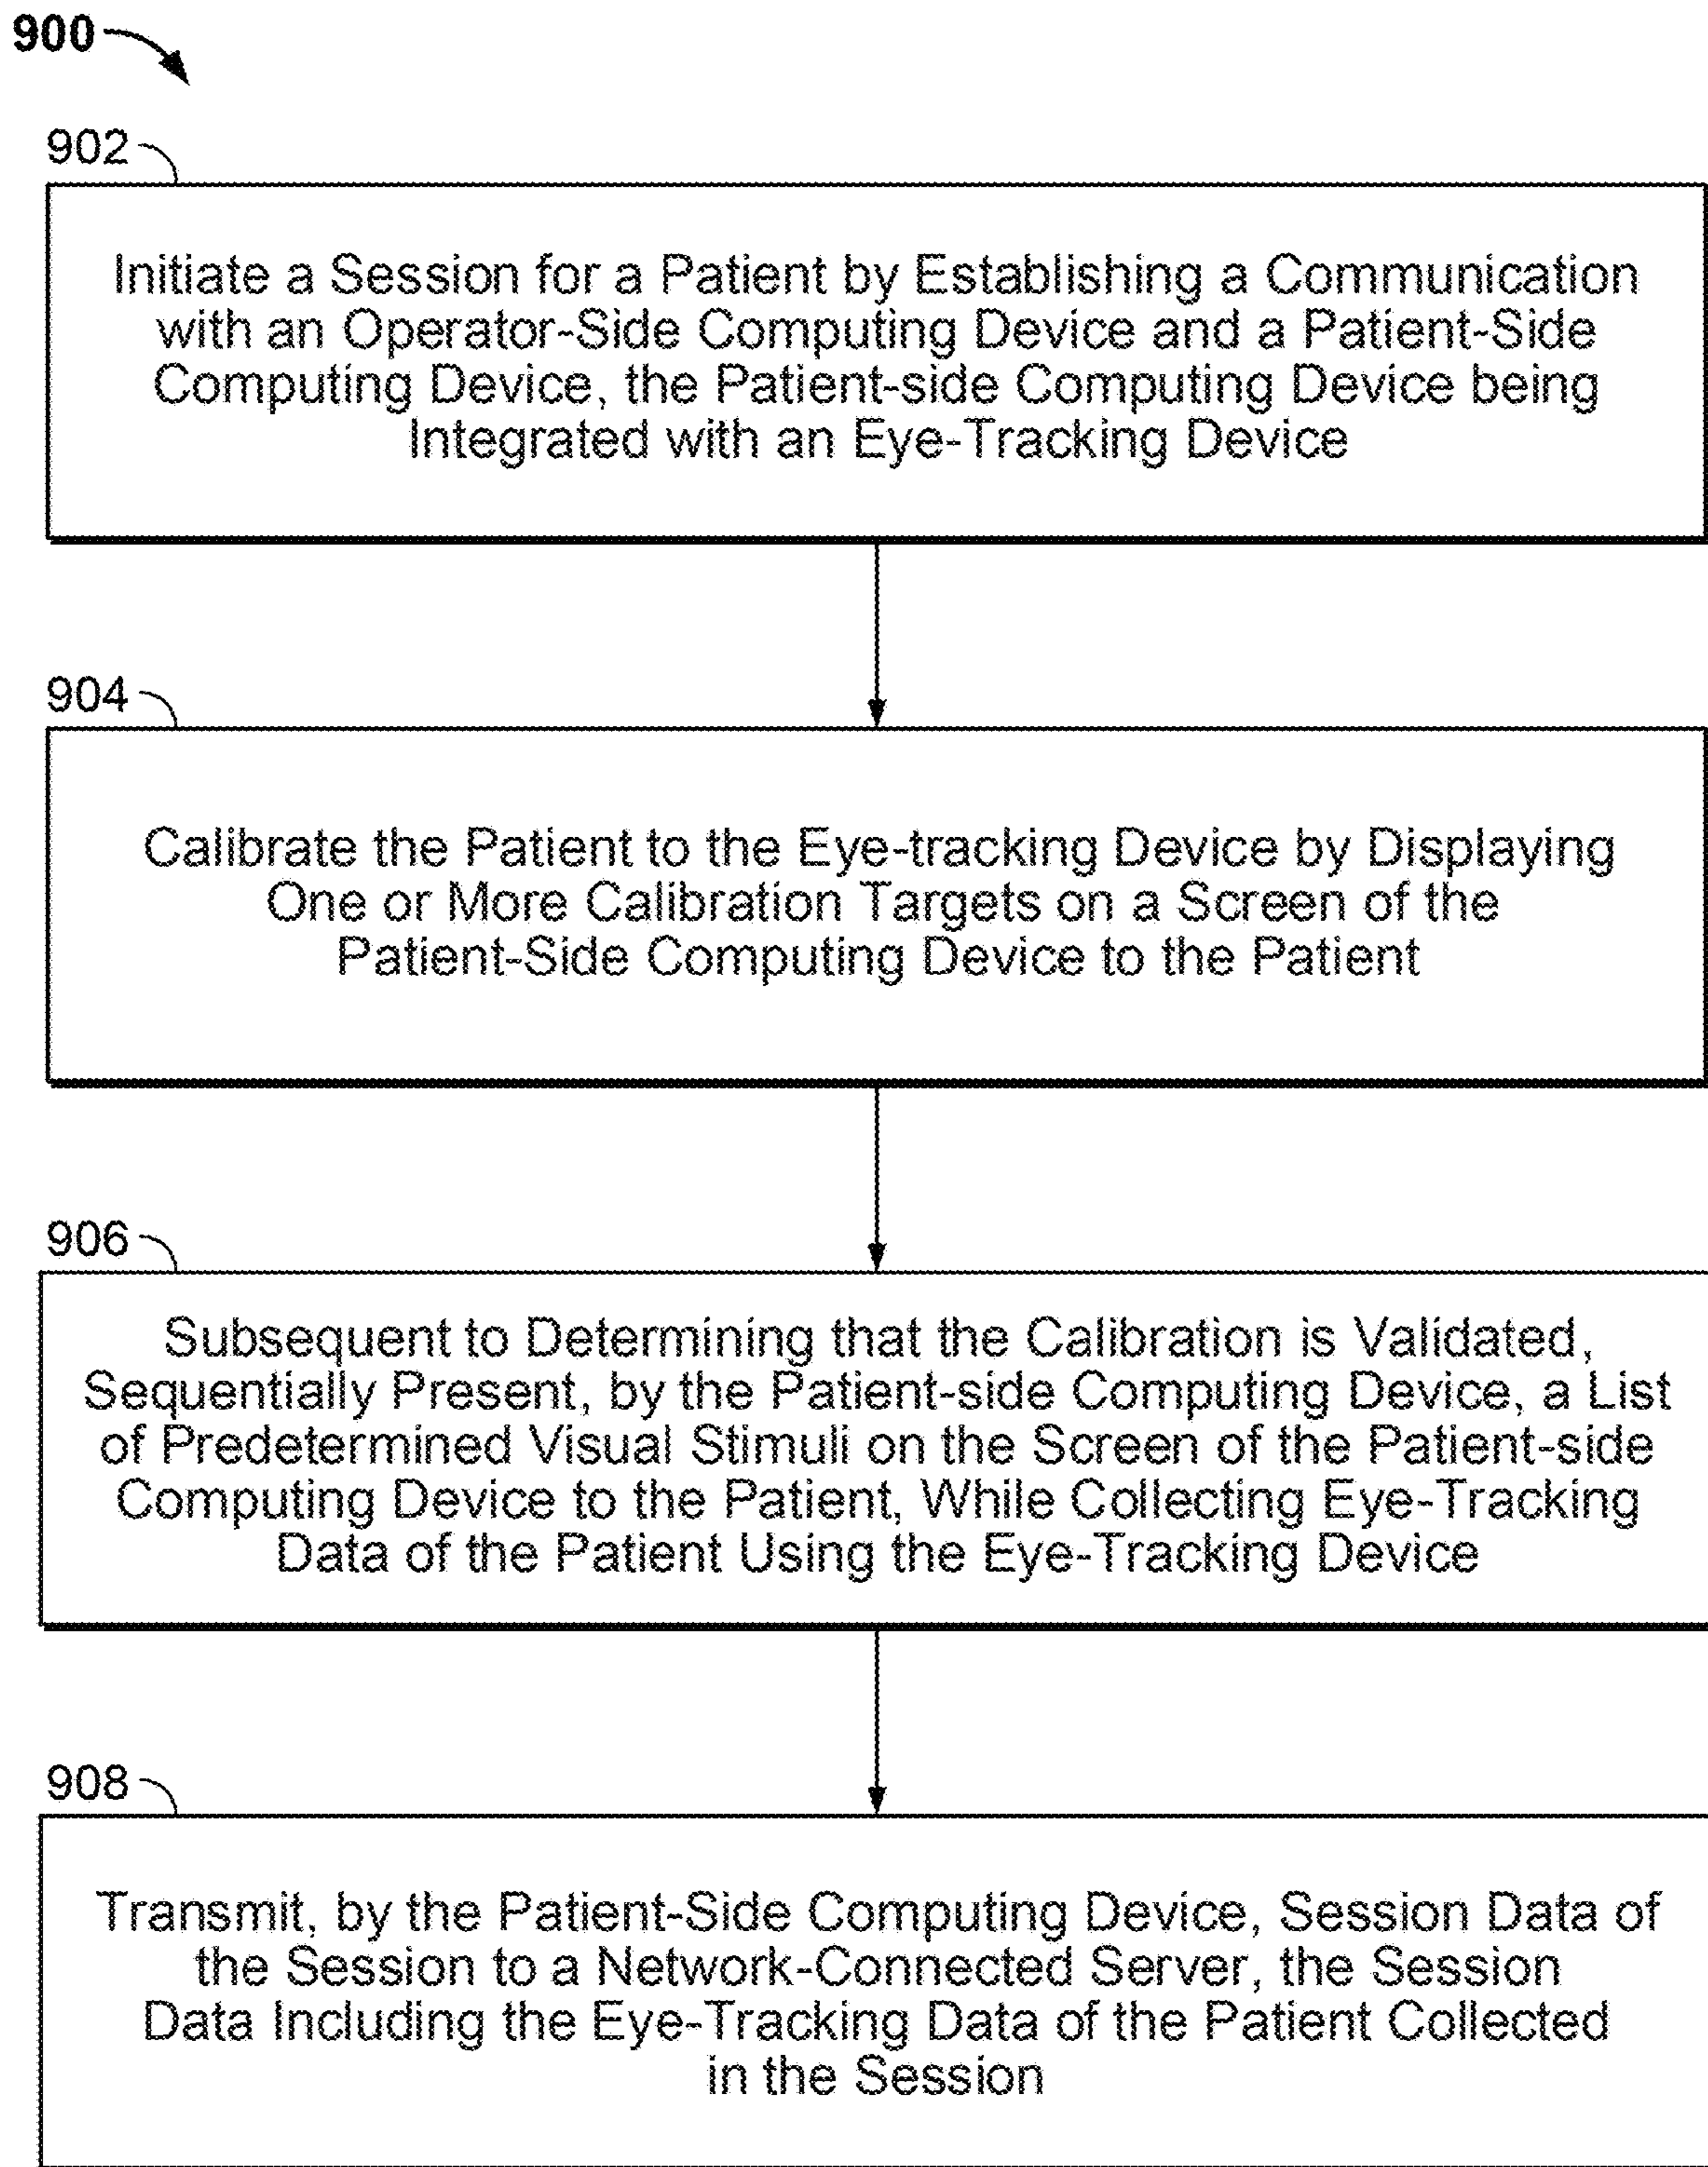 900
902
Initiate a Session for a Patient by Establishing a Communication
with an Operator-Side Computing Device and a Patient-Side
Computing Device, the Patient-side Computing Device being
Integrated with an Eye-Tracking Device
904
Calibrate the Patient to the Eye-tracking Device by Displaying
One or More Calibration Targets on a Screen of the
Patient-Side Computing Device to the Patient
906
Subsequent to Determining that the Calibration is Validated,
Sequentially Present, by the Patient-side Computing Device, a List
of Predetermined Visual Stimuli on the Screen of the Patient-side
Computing Device to the Patient, While Collecting Eye-Tracking
Data of the Patient Using the Eye-Tracking Device
908
Transmit, by the Patient-Side Computing Device, Session Data of
the Session to a Network-Connected Server, the Session
Data Including the Eye-Tracking Data of the Patient Collected
in the Session